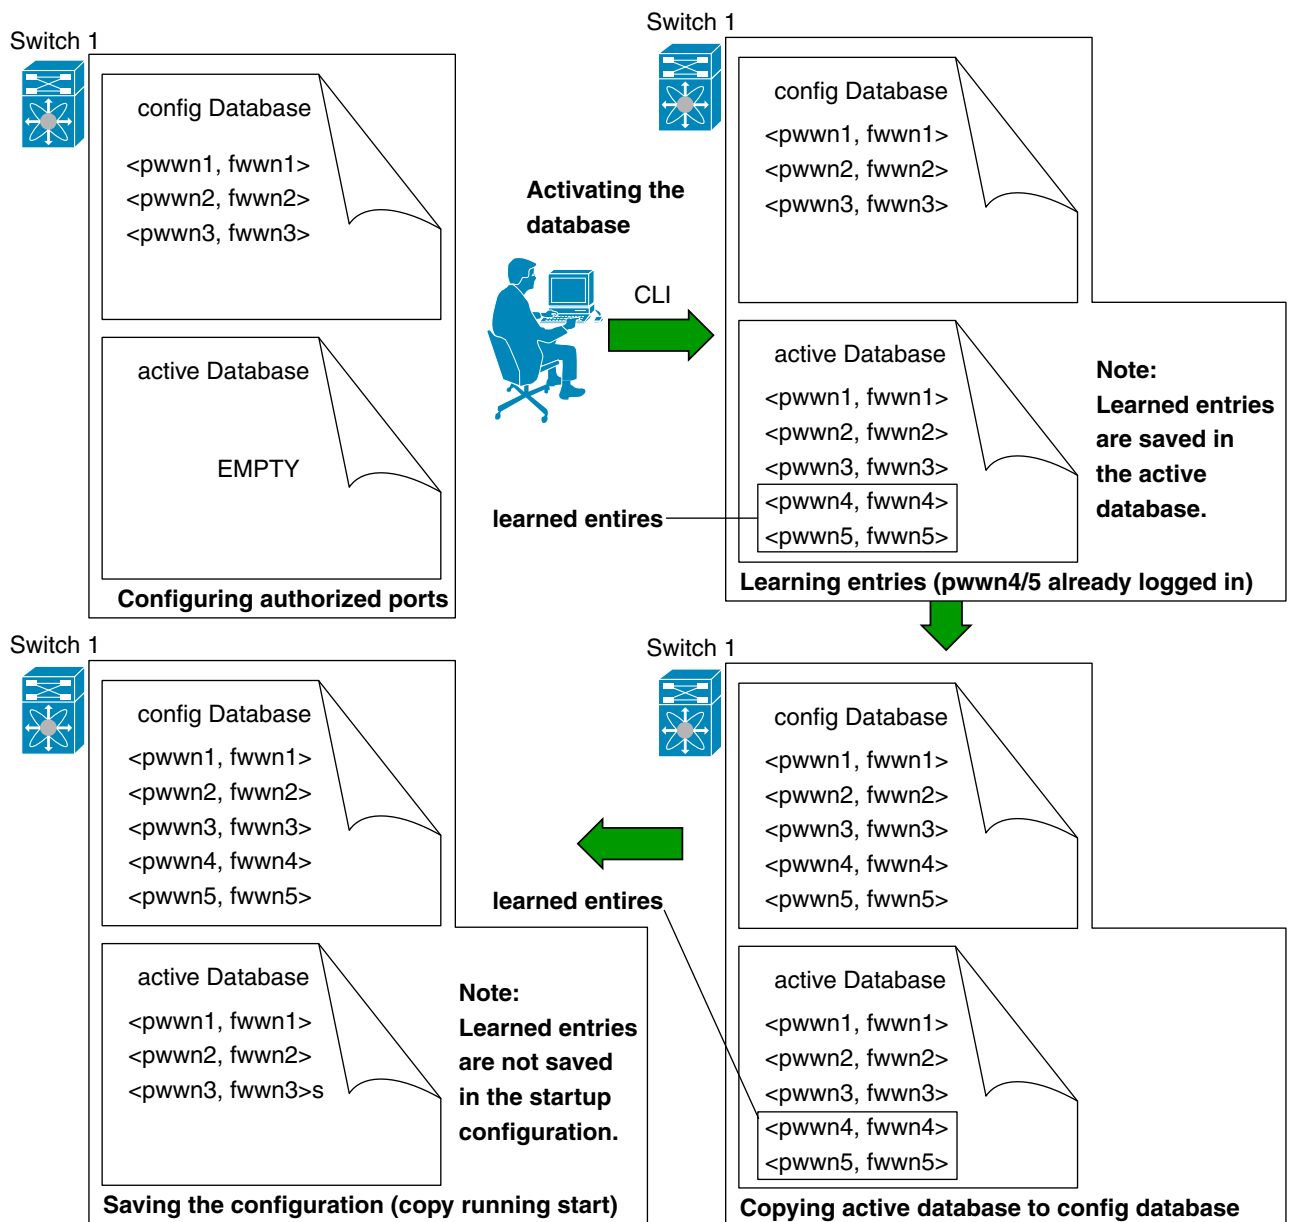 Switch 1
config Database
<pwwn1, fwwn1>
<pwwn2, fwwn2>
<pwwn3, fwwn3>
active Database
EMPTY
Configuring authorized ports
Activating the
database
CLI
Switch 1
config Database
<pwwn1, fwwn1>
<pwwn2, fwwn2>
<pwwn3, fwwn3>
active Database
<pwwn1, fwwn1>
<pwwn2, fwwn2>
<pwwn3, fwwn3>
<pwwn4, fwwn4>
<pwwn5, fwwn5>
learned entires
Note:
Learned entries
are saved in
the active
database.
Learning entries (pwwn4/5 already logged in)
Switch 1
config Database
<pwwn1, fwwn1>
<pwwn2, fwwn2>
<pwwn3, fwwn3>
<pwwn4, fwwn4>
<pwwn5, fwwn5>
active Database
<pwwn1, fwwn1>
<pwwn2, fwwn2>
<pwwn3, fwwn3>
<pwwn4, fwwn4>
<pwwn5, fwwn5>
learned entires
Copying active database to config database
Switch 1
config Database
<pwwn1, fwwn1>
<pwwn2, fwwn2>
<pwwn3, fwwn3>
<pwwn4, fwwn4>
<pwwn5, fwwn5>
active Database
<pwwn1, fwwn1>
<pwwn2, fwwn2>
<pwwn3, fwwn3>s
Note:
Learned entries
are not saved
in the startup
configuration.
Saving the configuration (copy running start)